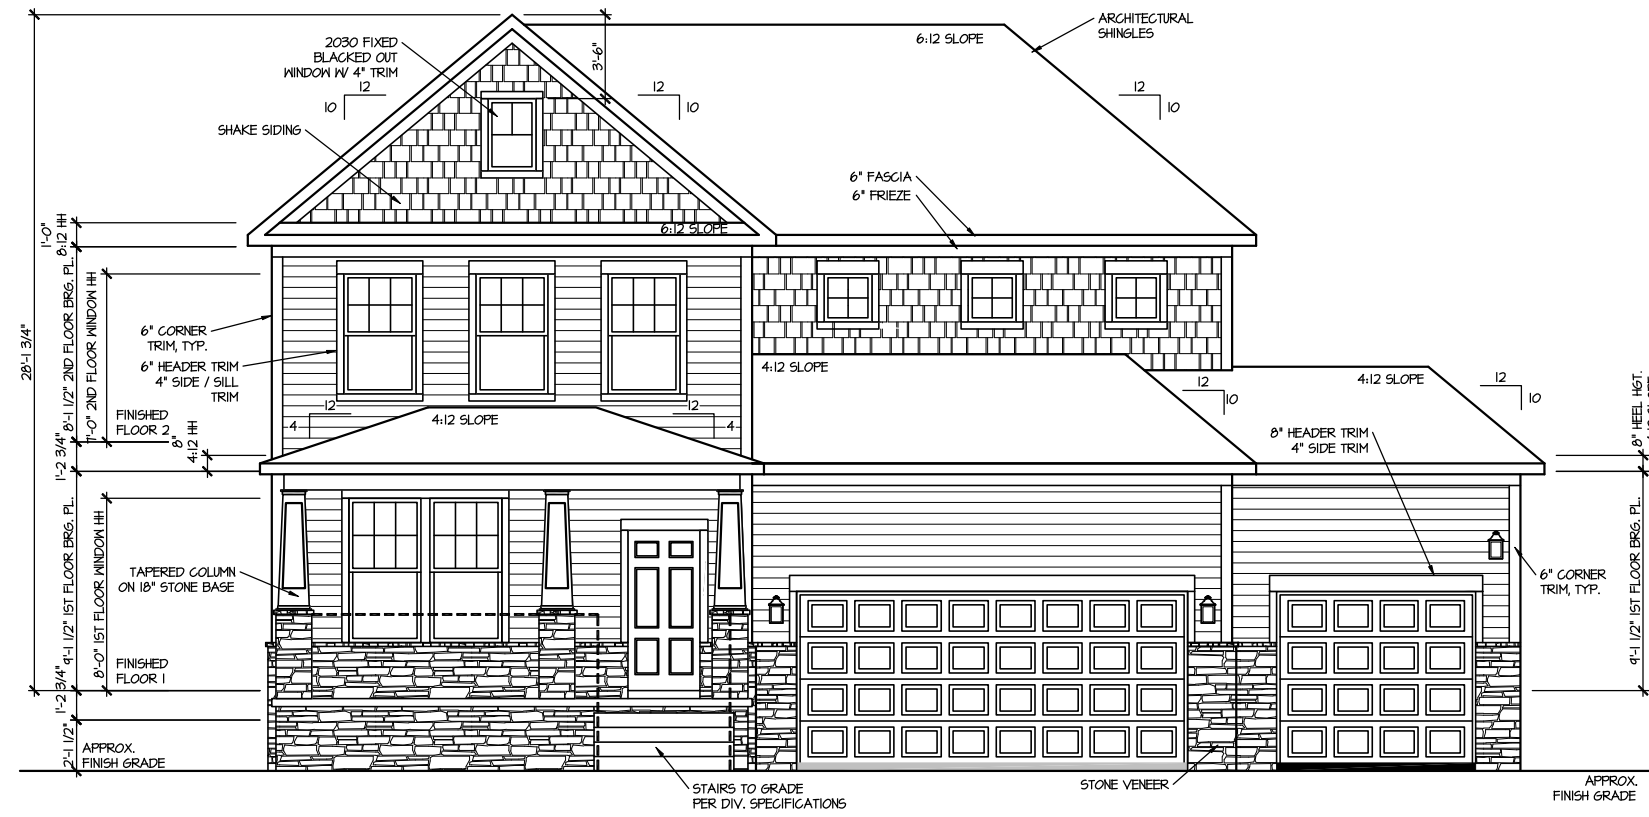 ARCHITECTURAL
SHINGLES
2030 FIXED
BLACKED OUT
WINDOW W/ 4" TRIM
3'-6"
6:12 SLOPE
12
10
12
10
12
10
SHAKE SIDING
6" FASCIA
6" FRIEZE
6:12 SLOPE
1'-0"
8:12 HH
28'-1 3/4"
8'-1 1/2" 2ND FLOOR BRG. PL.
7'-0" 2ND FLOOR WINDOW HH
6" CORNER
TRIM, TYP.
6" HEADER TRIM
4" SIDE / SILL
TRIM
4:12 SLOPE
4:12 SLOPE
12
10
12
10
FINISHED
FLOOR 2
8"
4:12 HH
12
4
4:12 SLOPE
12
4
8" HEADER TRIM
4" SIDE TRIM
8" HEEL HGT.
1'-2 3/4"
9'-1 1/2" 1ST FLOOR BRG. PL.
8'-0" 1ST FLOOR WINDOW HH
TAPERED COLUMN
ON 18" STONE BASE
6" CORNER
TRIM, TYP.
9'-1 1/2" 1ST FLOOR BRG. PL.
FINISHED
FLOOR 1
1'-2 3/4"
2'-1 1/2"
APPROX.
FINISH GRADE
STAIRS TO GRADE
PER DIV. SPECIFICATIONS
STONE VENEER
APPROX.
FINISH GRADE